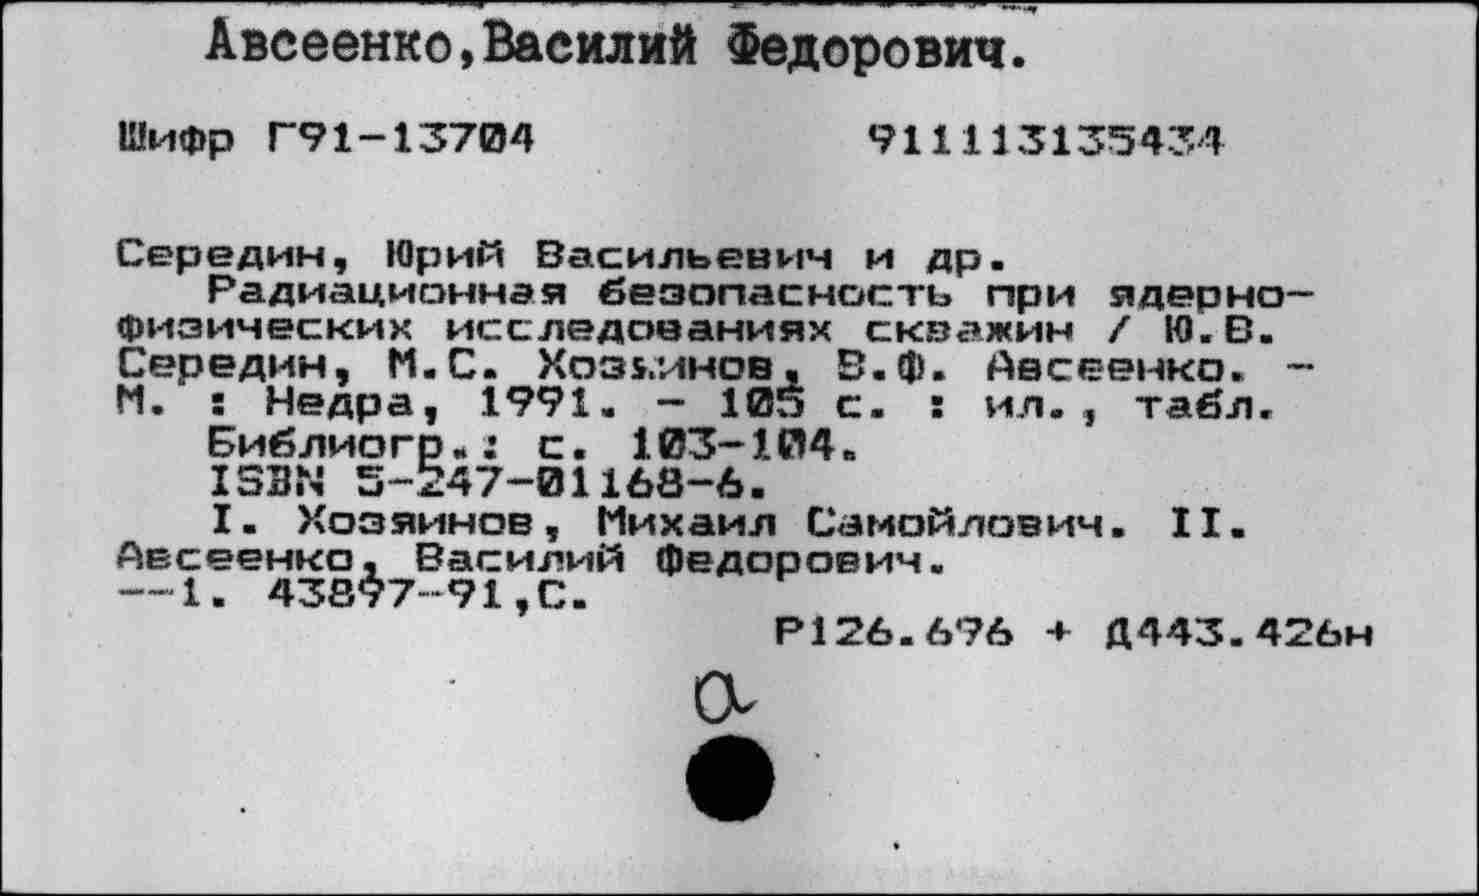 Авсеенко,Василий Федорович.
Шифр Г91-13704 911113135434
Середин, Юрий Васильевич и др.
Радиационная безопасность при ядерно-
физических исследованиях скважин / Ю.В.
Середин, М.С. Хозяинов, В.Ф. Авсеенко. -
М. : Недра, 1991. - 105 с. : ил., табл.
Библиогр.: с. 103-104.
ISBN 5-247-01168-6.
I. Хозяинов, Михаил Самойлович. II.
Авсеенко, Василий Федорович.
--1. 43897-91,С.
Р126.696 + Д443.426н
а